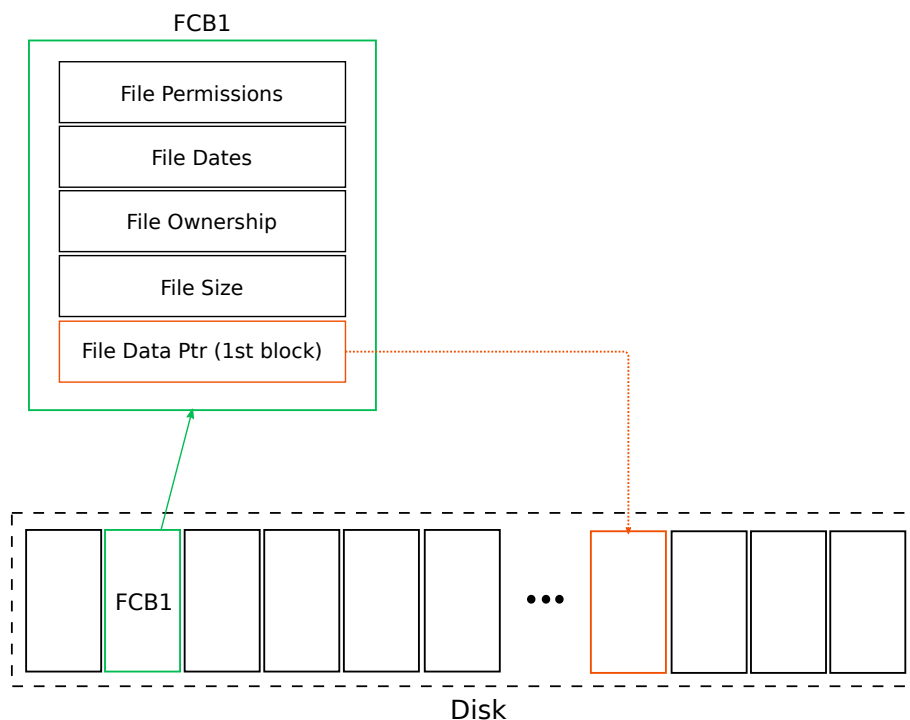 FCB1
File Permissions
File Dates
File Ownership
File Size
File Data Ptr (1st block)
FCB1
Disk